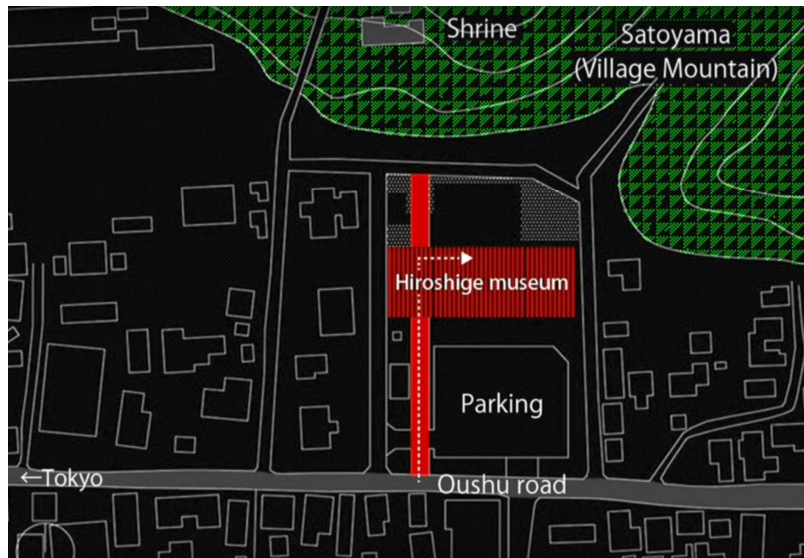 Shrine
Satoyama
(Village Mountain)
Hiroshige museum
Parking
←Tokyo
Oushu road